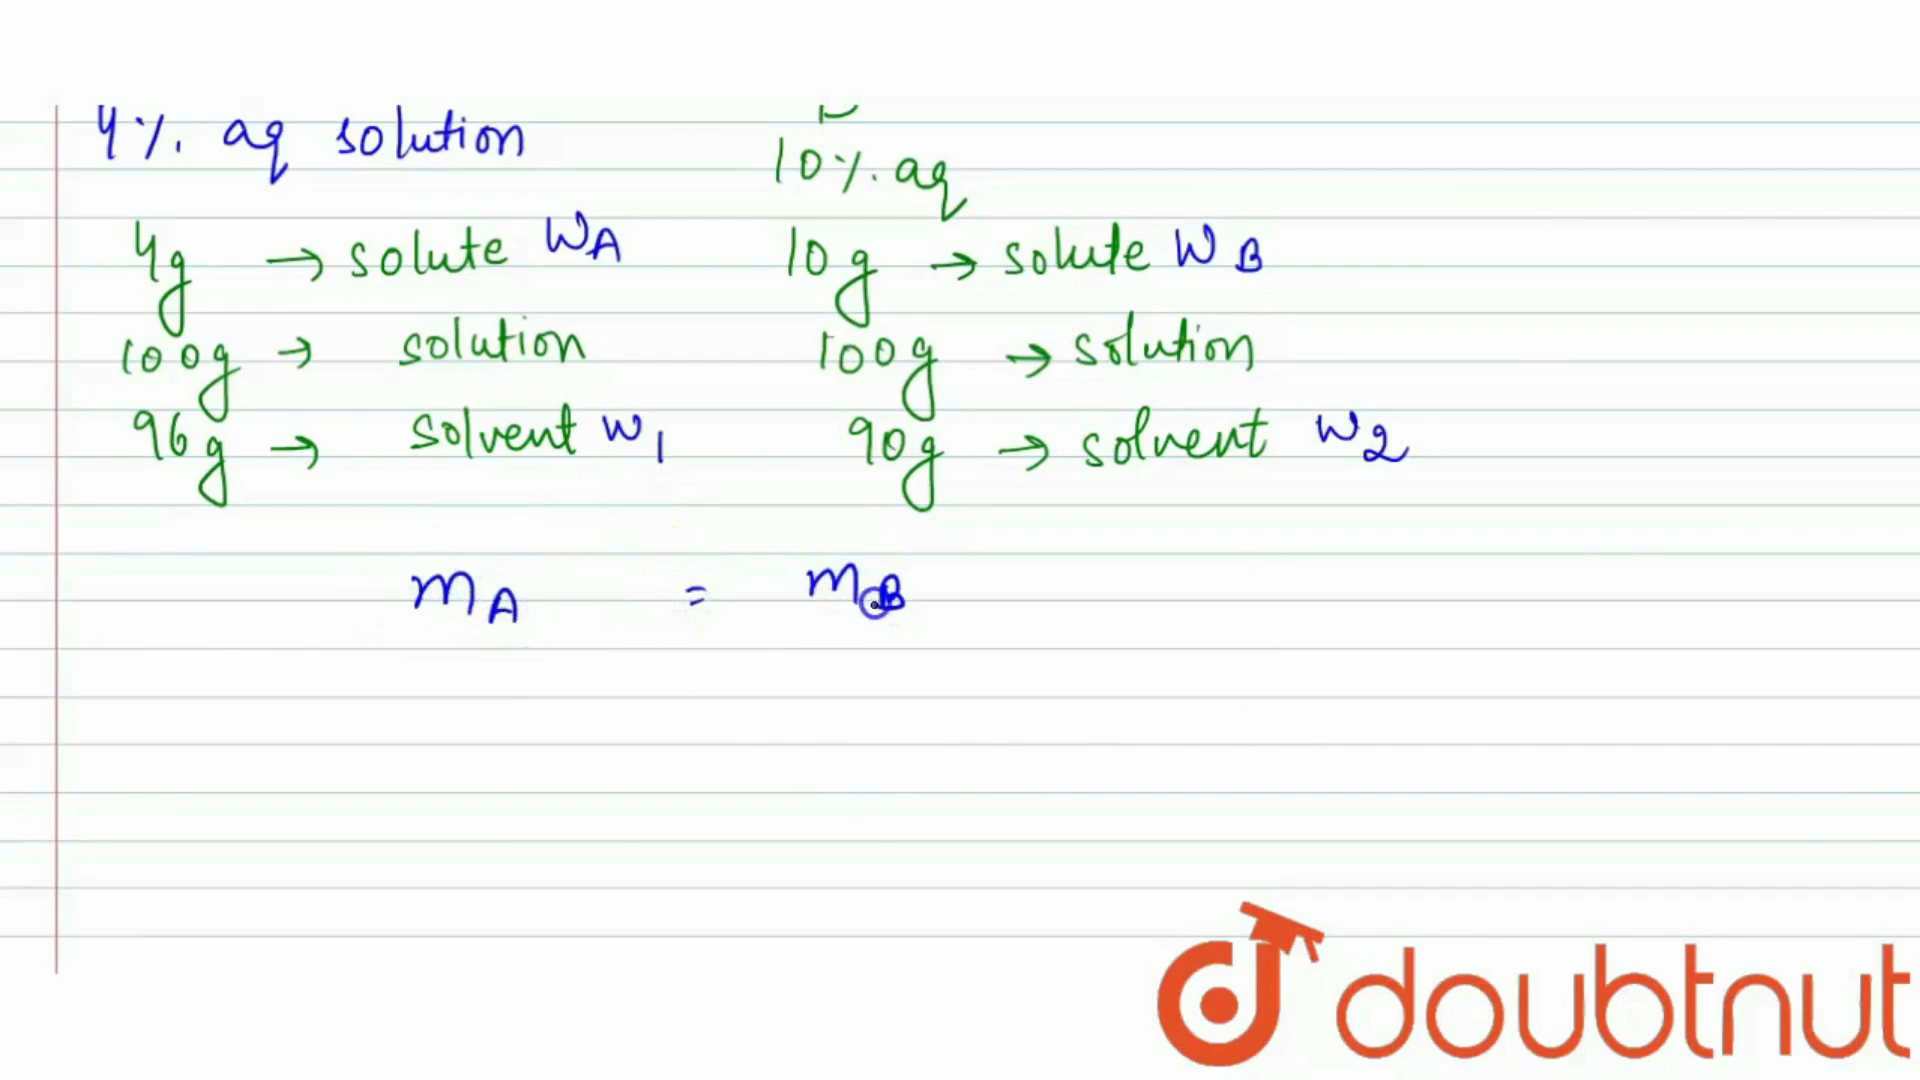 4%. aq solution
10%. aq
4g → solute WA
10g → solute WB
100g → solution
100g → solution
96g → solvent W1
90g → solvent W2
mA = mB
doubtnut